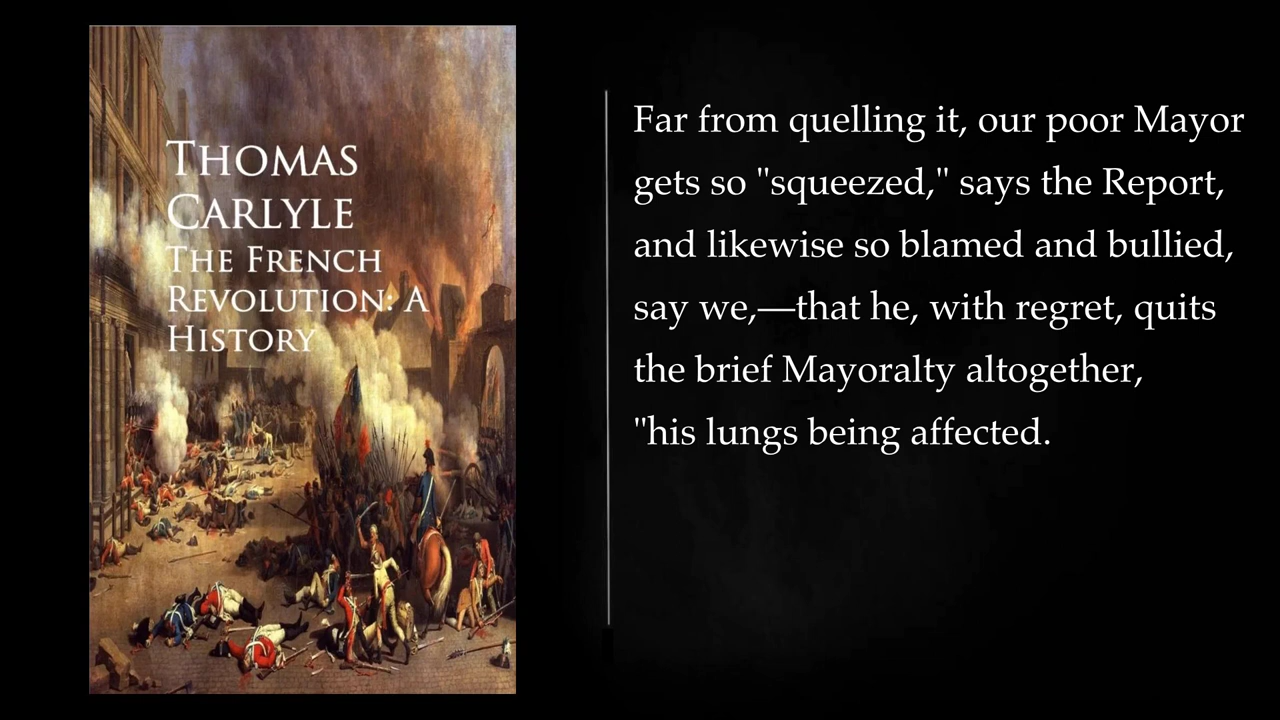 THOMAS
CARLYLE
THE FRENCH
REVOLUTION: A
HISTORY
Far from quelling it, our poor Mayor
gets so "squeezed," says the Report,
and likewise so blamed and bullied,
say we,—that he, with regret, quits
the brief Mayoralty altogether,
"his lungs being affected.